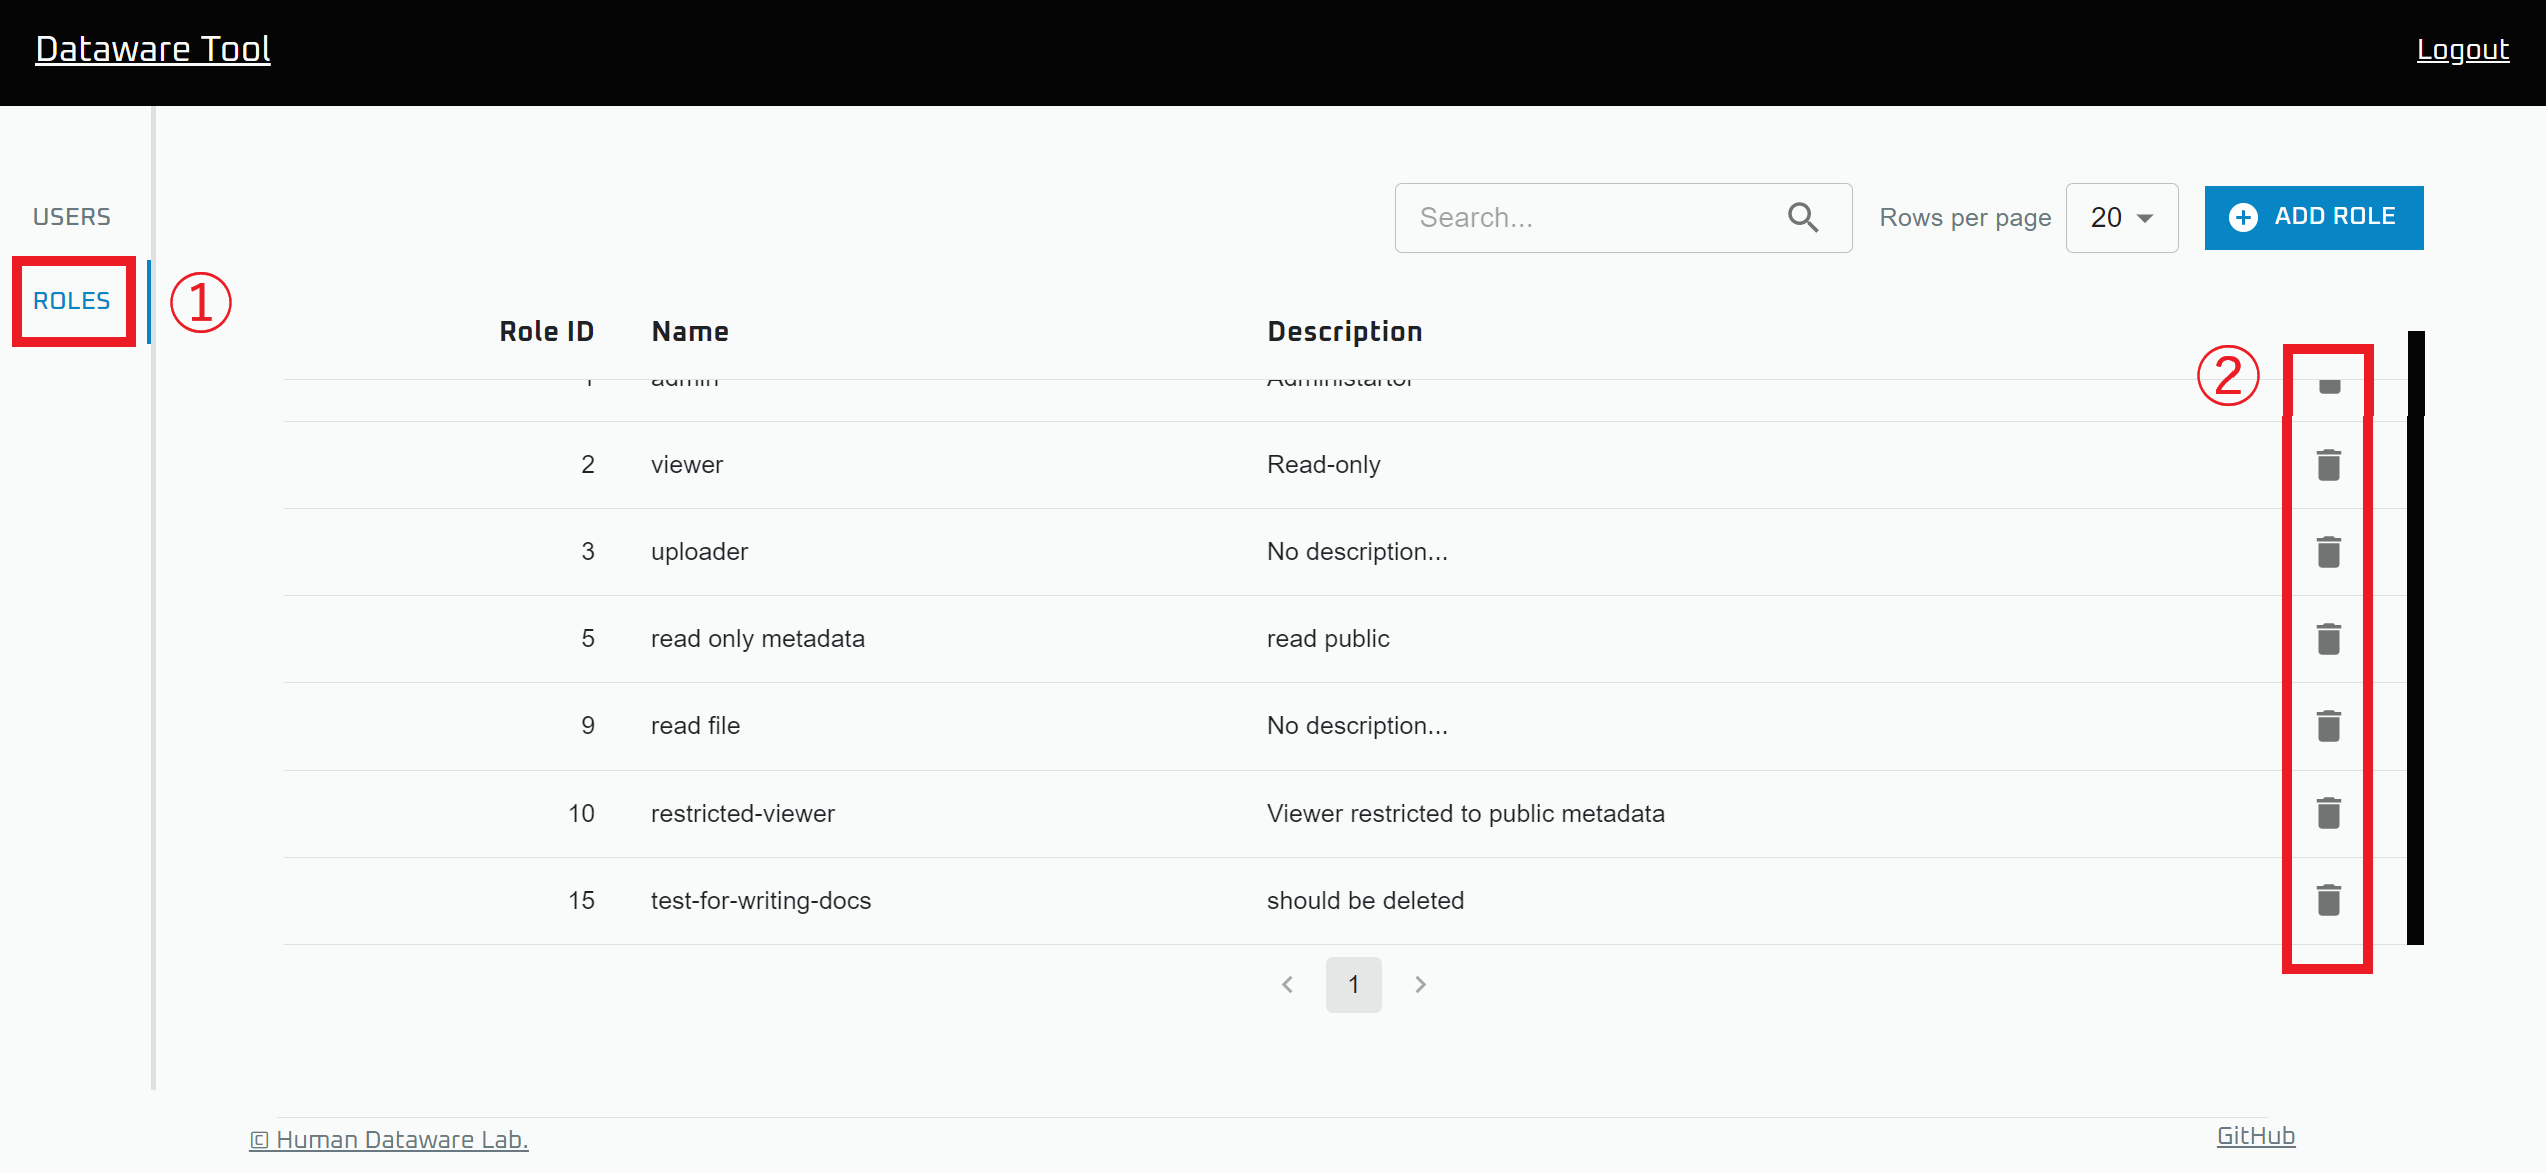 Dataware Tool
Logout
USERS
ROLES
①
Search...
Rows per page
20
ADD ROLE
Role ID Name Description
②
1 admin Administartor
2 viewer Read-only
3 uploader No description...
5 read only metadata read public
9 read file No description...
10 restricted-viewer Viewer restricted to public metadata
15 test-for-writing-docs should be deleted
1
© Human Dataware Lab.
GitHub